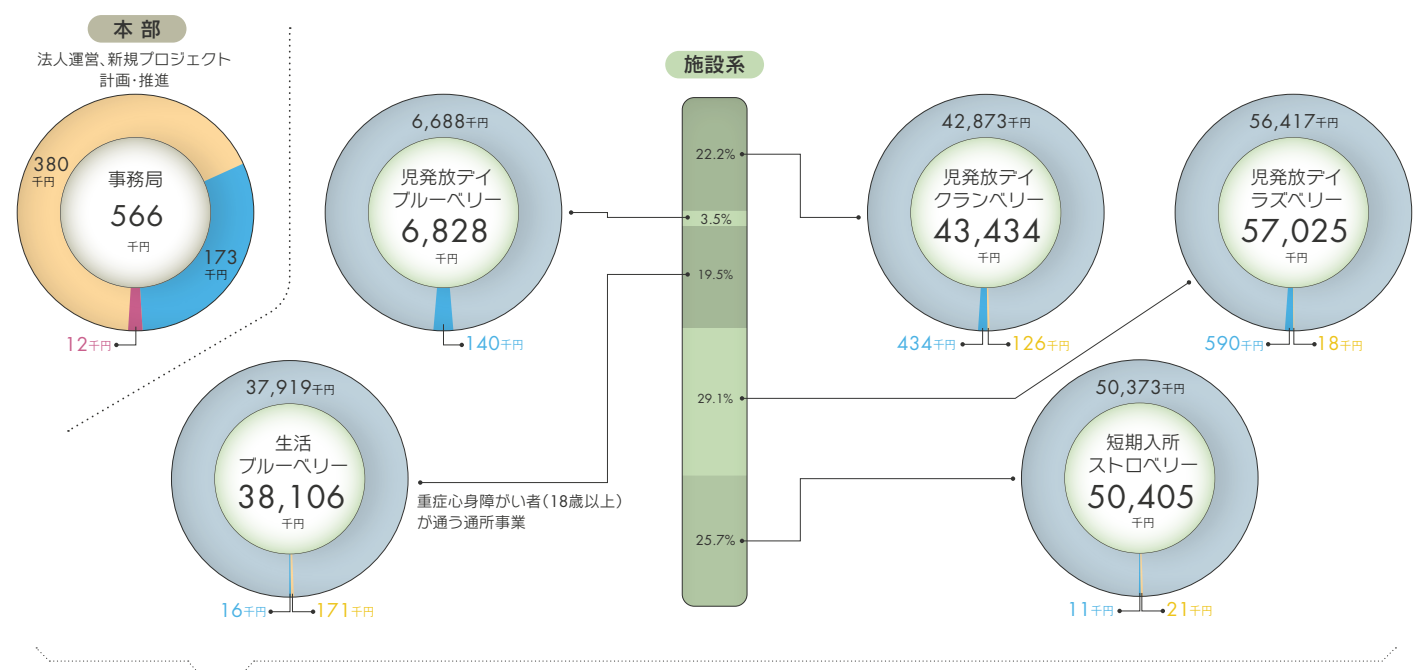 本 部
法人運営、新規プロジェクト
計画・推進
380
千円
事務局
566
千円
173
千円
12千円
施設系
22.2%
3.5%
19.5%
29.1%
25.7%
6,688千円
児発放デイ
ブルーベリー
6,828
千円
140千円
42,873千円
児発放デイ
クランベリー
43,434
千円
434千円
126千円
56,417千円
児発放デイ
ラズベリー
57,025
千円
590千円
18千円
37,919千円
生活
ブルーベリー
38,106
千円
16千円
171千円
重症心身障がい者（18歳以上）
が通う通所事業
50,373千円
短期入所
ストロベリー
50,405
千円
11千円
21千円